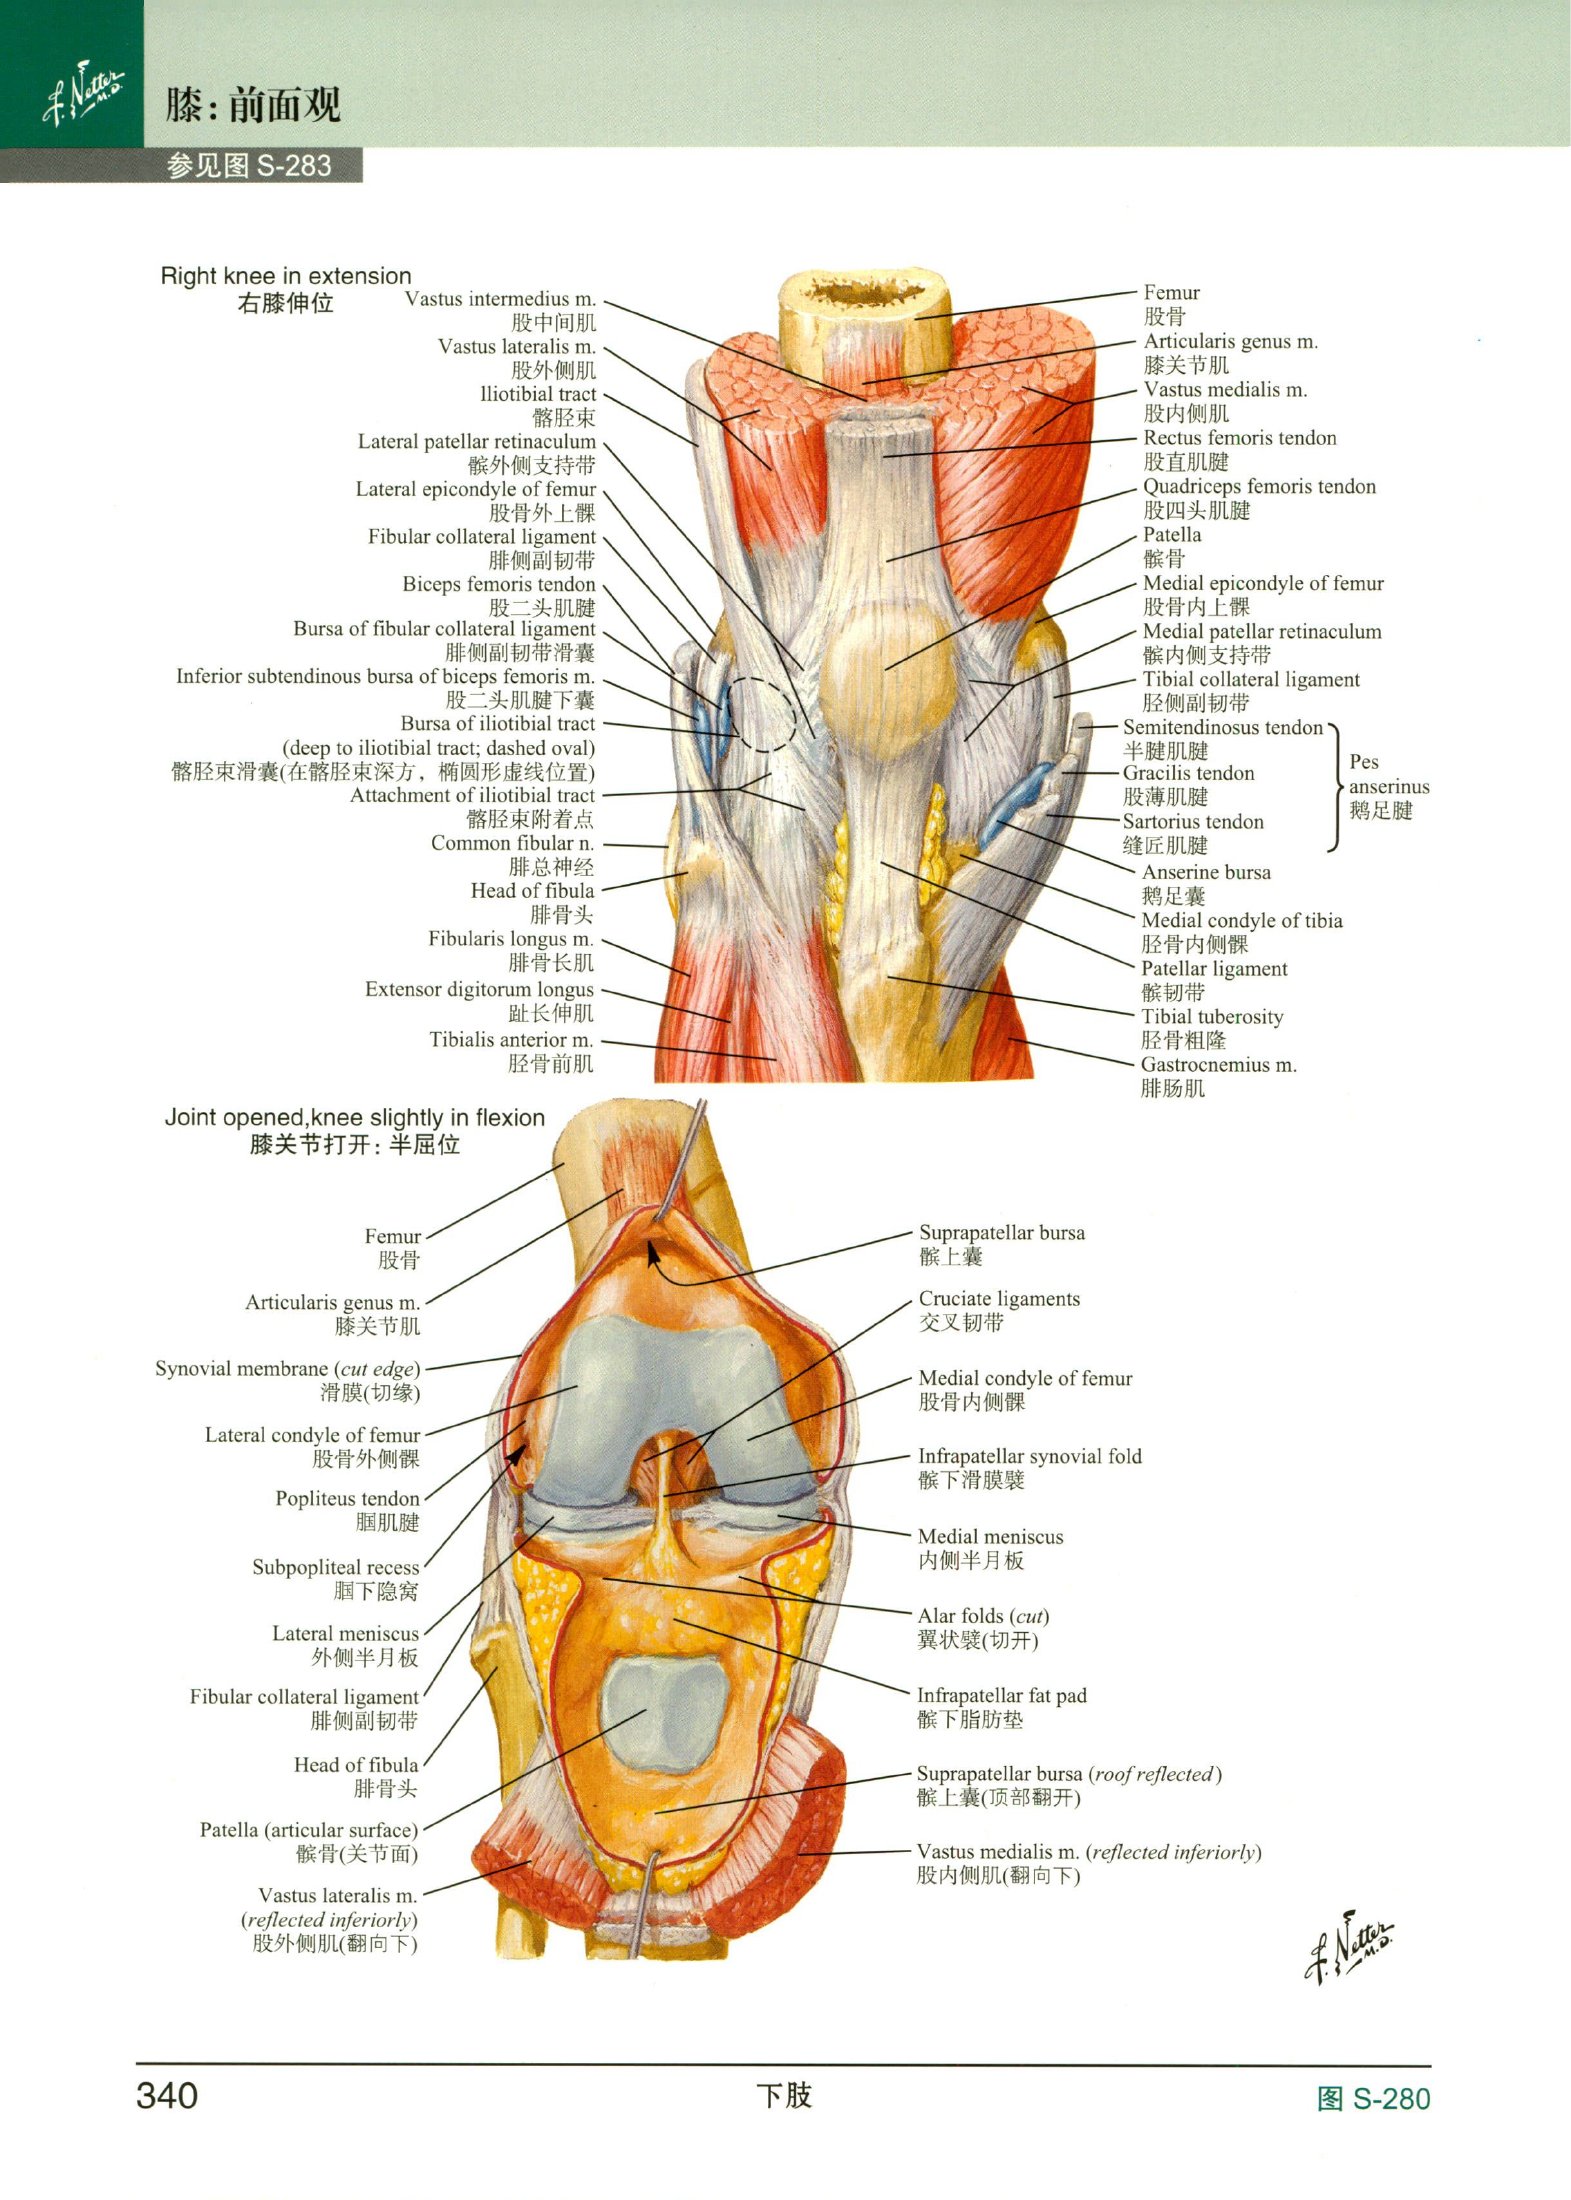 F. Netter M.D.
膝：前面观
参见图 S-283
Right knee in extension
右膝伸位
Vastus intermedius m.
股中间肌
Vastus lateralis m.
股外侧肌
Iliotibial tract
髂胫束
Lateral patellar retinaculum
髌外侧支持带
Lateral epicondyle of femur
股骨外上髁
Fibular collateral ligament
腓侧副韧带
Biceps femoris tendon
股二头肌腱
Bursa of fibular collateral ligament
腓侧副韧带滑囊
Inferior subtendinous bursa of biceps femoris m.
股二头肌腱下囊
Bursa of iliotibial tract
(deep to iliotibial tract; dashed oval)
髂胫束滑囊(在髂胫束深方，椭圆形虚线位置)
Attachment of iliotibial tract
髂胫束附着点
Common fibular n.
腓总神经
Head of fibula
腓骨头
Fibularis longus m.
腓骨长肌
Extensor digitorum longus
趾长伸肌
Tibialis anterior m.
胫骨前肌
Femur
股骨
Articularis genus m.
膝关节肌
Vastus medialis m.
股内侧肌
Rectus femoris tendon
股直肌腱
Quadriceps femoris tendon
股四头肌腱
Patella
髌骨
Medial epicondyle of femur
股骨内上髁
Medial patellar retinaculum
髌内侧支持带
Tibial collateral ligament
胫侧副韧带
Semitendinosus tendon
半腱肌腱
Gracilis tendon
股薄肌腱
Sartorius tendon
缝匠肌腱
Pes
anserinus
鹅足腱
Anserine bursa
鹅足囊
Medial condyle of tibia
胫骨内侧髁
Patellar ligament
髌韧带
Tibial tuberosity
胫骨粗隆
Gastrocnemius m.
腓肠肌
Joint opened,knee slightly in flexion
膝关节打开：半屈位
Femur
股骨
Articularis genus m.
膝关节肌
Synovial membrane (cut edge)
滑膜(切缘)
Lateral condyle of femur
股骨外侧髁
Popliteus tendon
腘肌腱
Subpopliteal recess
腘下隐窝
Lateral meniscus
外侧半月板
Fibular collateral ligament
腓侧副韧带
Head of fibula
腓骨头
Patella (articular surface)
髌骨(关节面)
Vastus lateralis m.
(reflected inferiorly)
股外侧肌(翻向下)
Suprapatellar bursa
髌上囊
Cruciate ligaments
交叉韧带
Medial condyle of femur
股骨内侧髁
Infrapatellar synovial fold
髌下滑膜襞
Medial meniscus
内侧半月板
Alar folds (cut)
翼状襞(切开)
Infrapatellar fat pad
髌下脂肪垫
Suprapatellar bursa (roof reflected)
髌上囊(顶部翻开)
Vastus medialis m. (reflected inferiorly)
股内侧肌(翻向下)
F. Netter M.D.
340
下肢
图 S-280